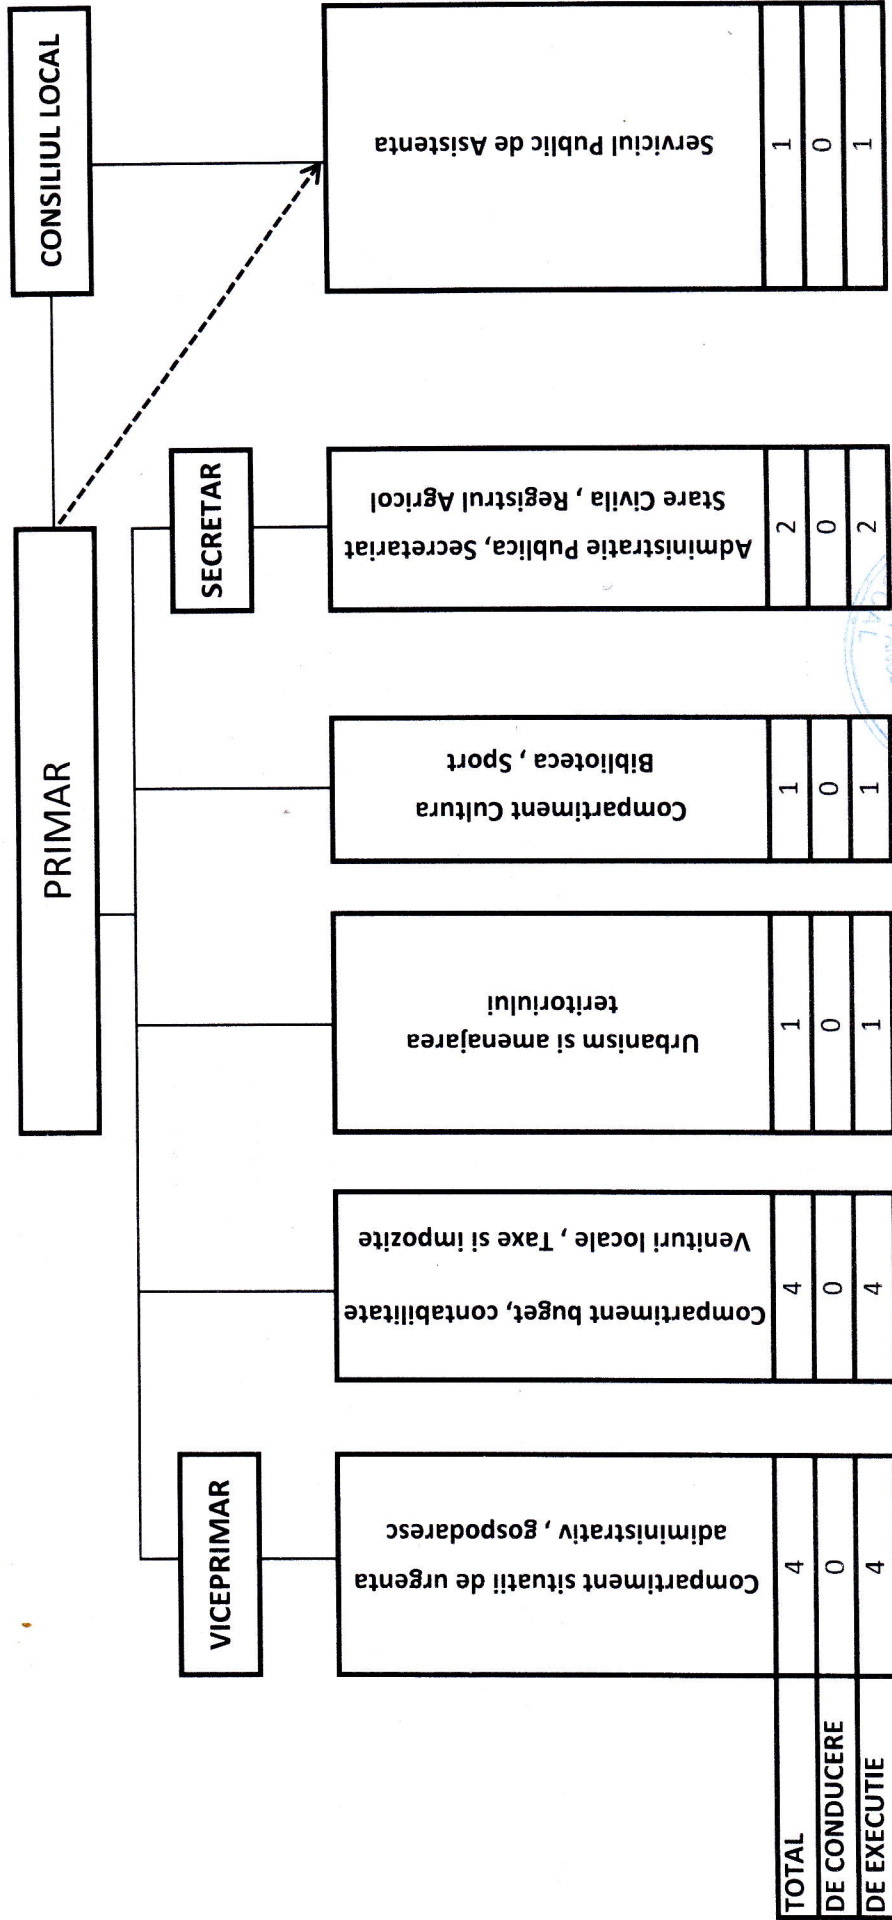 CONSILIUL LOCAL
PRIMAR
VICEPRIMAR
SECRETAR
Compartiment situatii de urgenta
adiministrativ , gospodaresc
Compartiment buget, contabilitate
Venituri locale , Taxe si impozite
Urbanism si amenajarea
teritoriului
Compartiment Cultura
Biblioteca , Sport
Administratie Publica, Secretariat
Stare Civila , Registrul Agricol
Serviciul Public de Asistenta
TOTAL 4 4 1 1 2 1
DE CONDUCERE 0 0 0 0 0 0
DE EXECUTIE 4 4 1 1 2 1